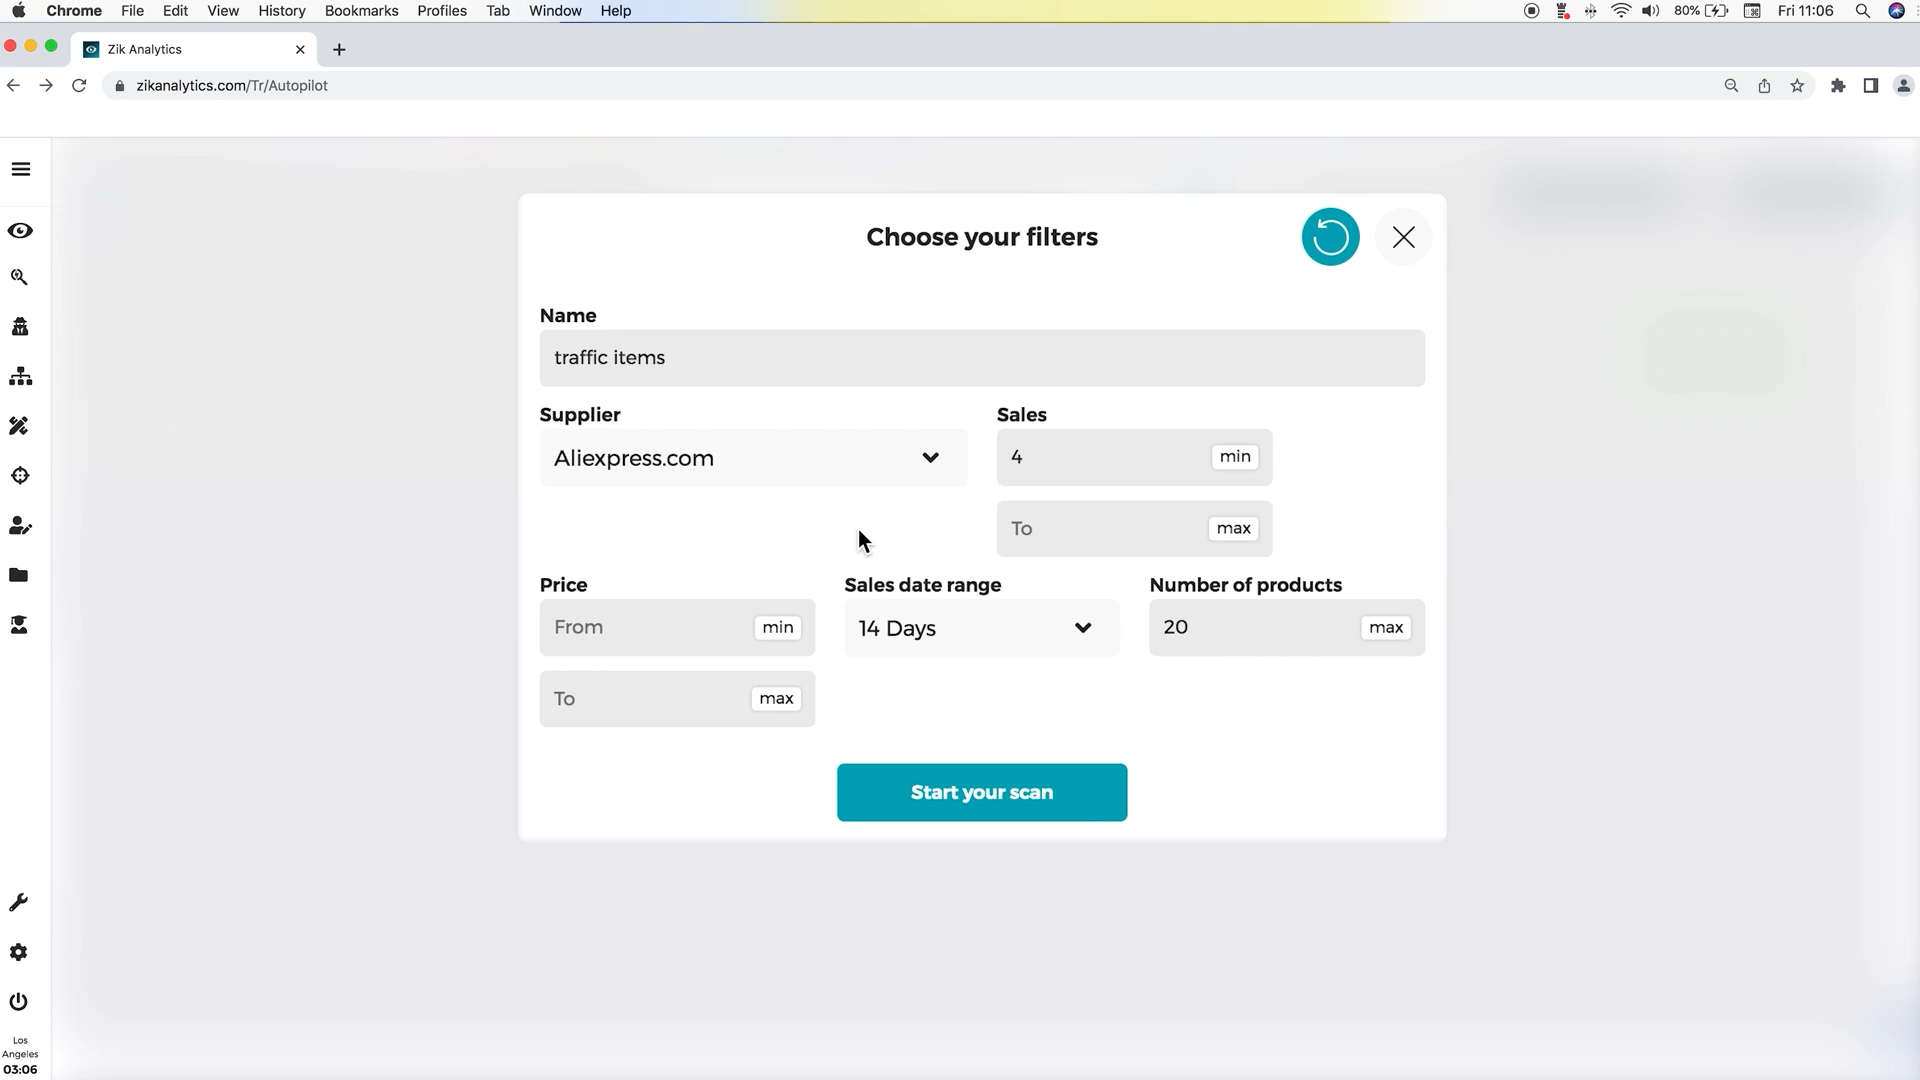 Chrome File Edit View History Bookmarks Profiles Tab Window Help 80% Fri 11:06
Zik Analytics
zikanalytics.com/Tr/Autopilot
Choose your filters
Name
traffic items
Supplier Sales
Aliexpress.com 4 min
To max
Price Sales date range Number of products
From min 14 Days 20 max
To max
Start your scan
Los
Angeles
03:06